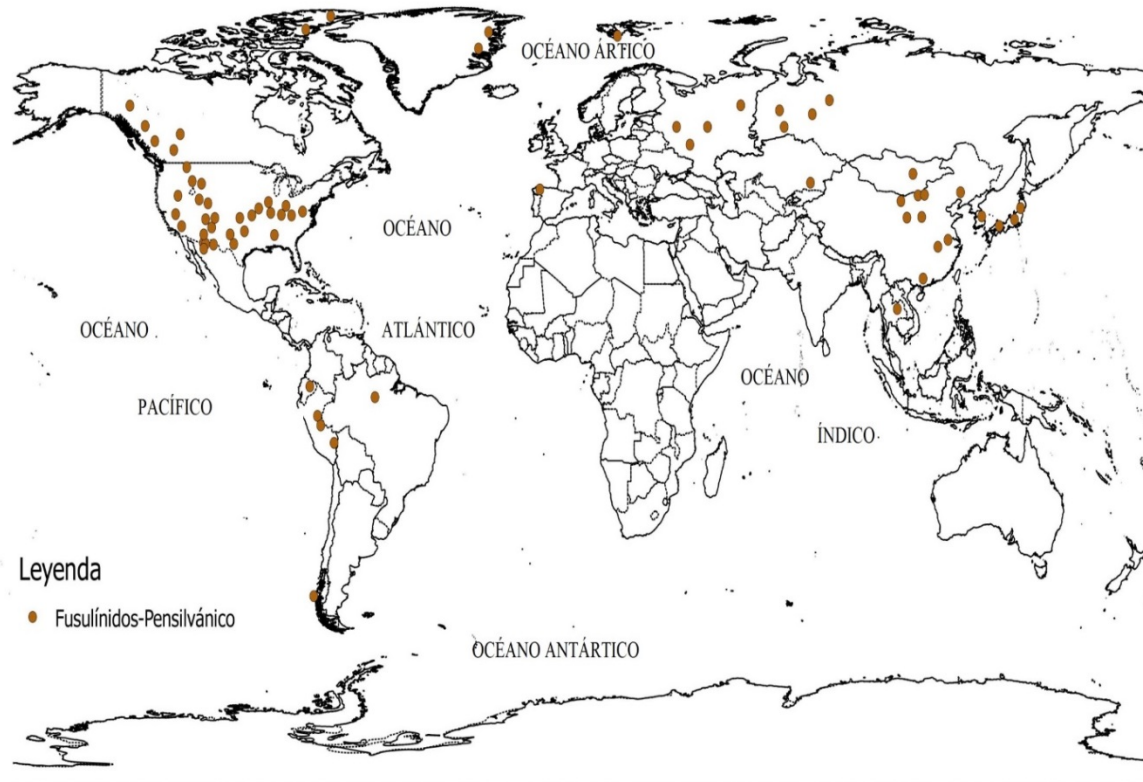 OCÉANO ÁRTICO
OCÉANO
OCÉANO
ATLÁNTICO
OCÉANO
PACÍFICO
ÍNDICO
Leyenda
Fusulínidos-Pensilvánico
OCÉANO ANTÁRTICO